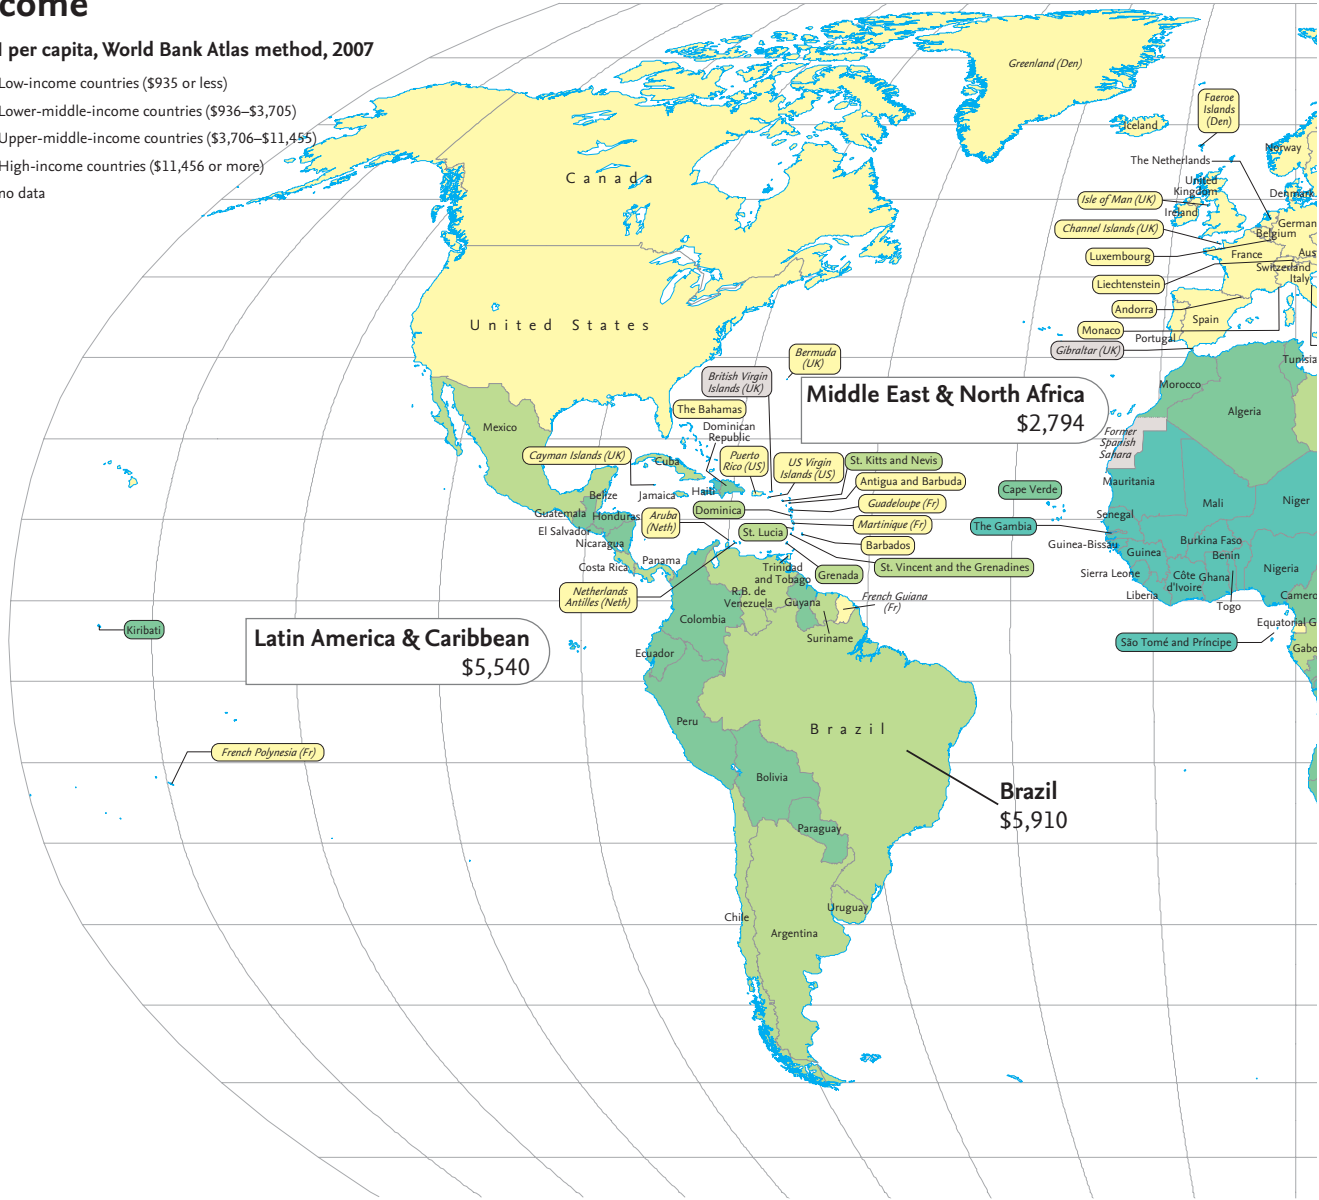 come
I per capita, World Bank Atlas method, 2007
Low-income countries ($935 or less)
Lower-middle-income countries ($936–$3,705)
Upper-middle-income countries ($3,706–$11,455)
High-income countries ($11,456 or more)
no data
Greenland (Den)
Faeroe
Islands
(Den)
Iceland
Norway
The Netherlands
United
Kingdom
Denmark
Isle of Man (UK)
Ireland
German
Channel Islands (UK)
Belgium
Luxembourg
France
Aus
Switzerland
Liechtenstein
Italy
Andorra
Spain
Monaco
Portugal
Gibraltar (UK)
Tunisia
Canada
United States
Bermuda
(UK)
British Virgin
Islands (UK)
Middle East & North Africa
$2,794
Morocco
Algeria
The Bahamas
Mexico
Dominican
Republic
Former
Spanish
Sahara
Cayman Islands (UK)
Cuba
Puerto
Rico (US)
US Virgin
Islands (US)
St. Kitts and Nevis
Antigua and Barbuda
Mauritania
Belize
Jamaica
Haiti
Cape Verde
Guadeloupe (Fr)
Mali
Niger
Guatemala
Honduras
Aruba
(Neth)
Dominica
Martinique (Fr)
Senegal
El Salvador
St. Lucia
The Gambia
Nicaragua
Barbados
Guinea-Bissau
Burkina Faso
Guinea
Benin
Costa Rica
Panama
Trinidad
and Tobago
Grenada
St. Vincent and the Grenadines
Sierra Leone
Côte
d'Ivoire
Ghana
Nigeria
Netherlands
Antilles (Neth)
R.B. de
Venezuela
Guyana
French Guiana
(Fr)
Liberia
Togo
Camero
Colombia
Suriname
Equatorial G
Kiribati
São Tomé and Príncipe
Gabo
Latin America & Caribbean
$5,540
Ecuador
Peru
Brazil
French Polynesia (Fr)
Bolivia
Brazil
$5,910
Paraguay
Chile
Uruguay
Argentina